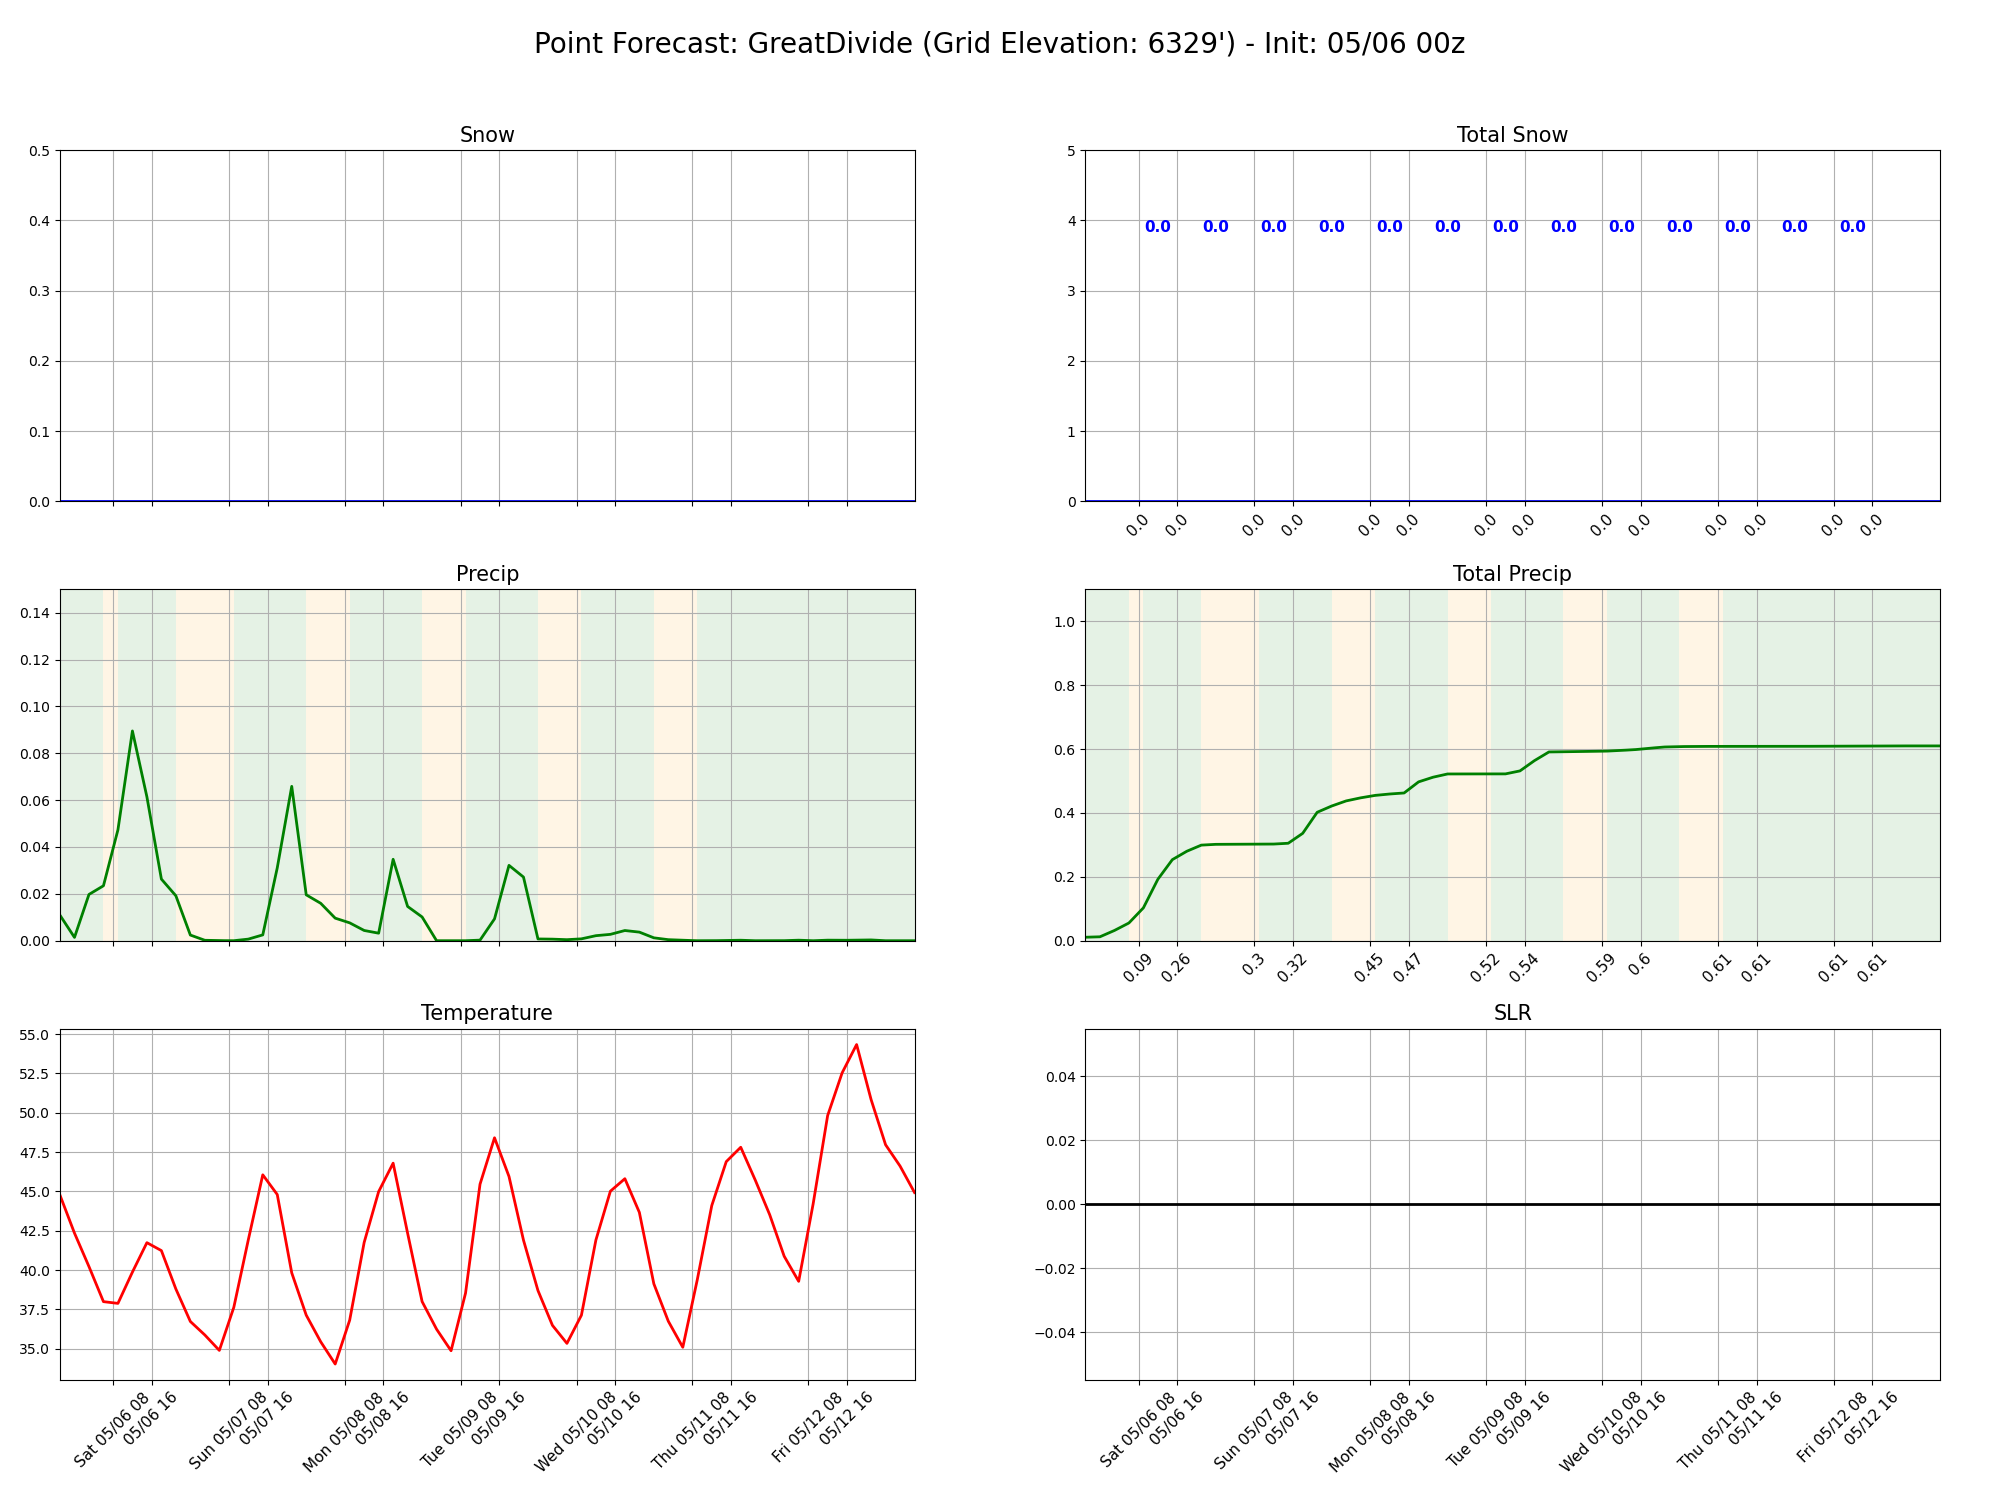 Point Forecast: GreatDivide (Grid Elevation: 6329') - Init: 05/06 00z
Snow
0.5
0.4
0.3
0.2
0.1
0.0
Total Snow
5
4
3
2
1
0
0.0 0.0 0.0 0.0 0.0 0.0 0.0 0.0 0.0 0.0 0.0 0.0 0.0
0.0 0.0 0.0 0.0 0.0 0.0 0.0 0.0 0.0 0.0 0.0 0.0 0.0 0.0
Precip
0.14
0.12
0.10
0.08
0.06
0.04
0.02
0.00
Total Precip
1.0
0.8
0.6
0.4
0.2
0.0
0.09 0.26 0.3 0.32 0.45 0.47 0.52 0.54 0.59 0.6 0.61 0.61 0.61 0.61
Temperature
55.0
52.5
50.0
47.5
45.0
42.5
40.0
37.5
35.0
Sat 05/06 08
05/06 16
Sun 05/07 08
05/07 16
Mon 05/08 08
05/08 16
Tue 05/09 08
05/09 16
Wed 05/10 08
05/10 16
Thu 05/11 08
05/11 16
Fri 05/12 08
05/12 16
SLR
0.04
0.02
0.00
−0.02
−0.04
Sat 05/06 08
05/06 16
Sun 05/07 08
05/07 16
Mon 05/08 08
05/08 16
Tue 05/09 08
05/09 16
Wed 05/10 08
05/10 16
Thu 05/11 08
05/11 16
Fri 05/12 08
05/12 16